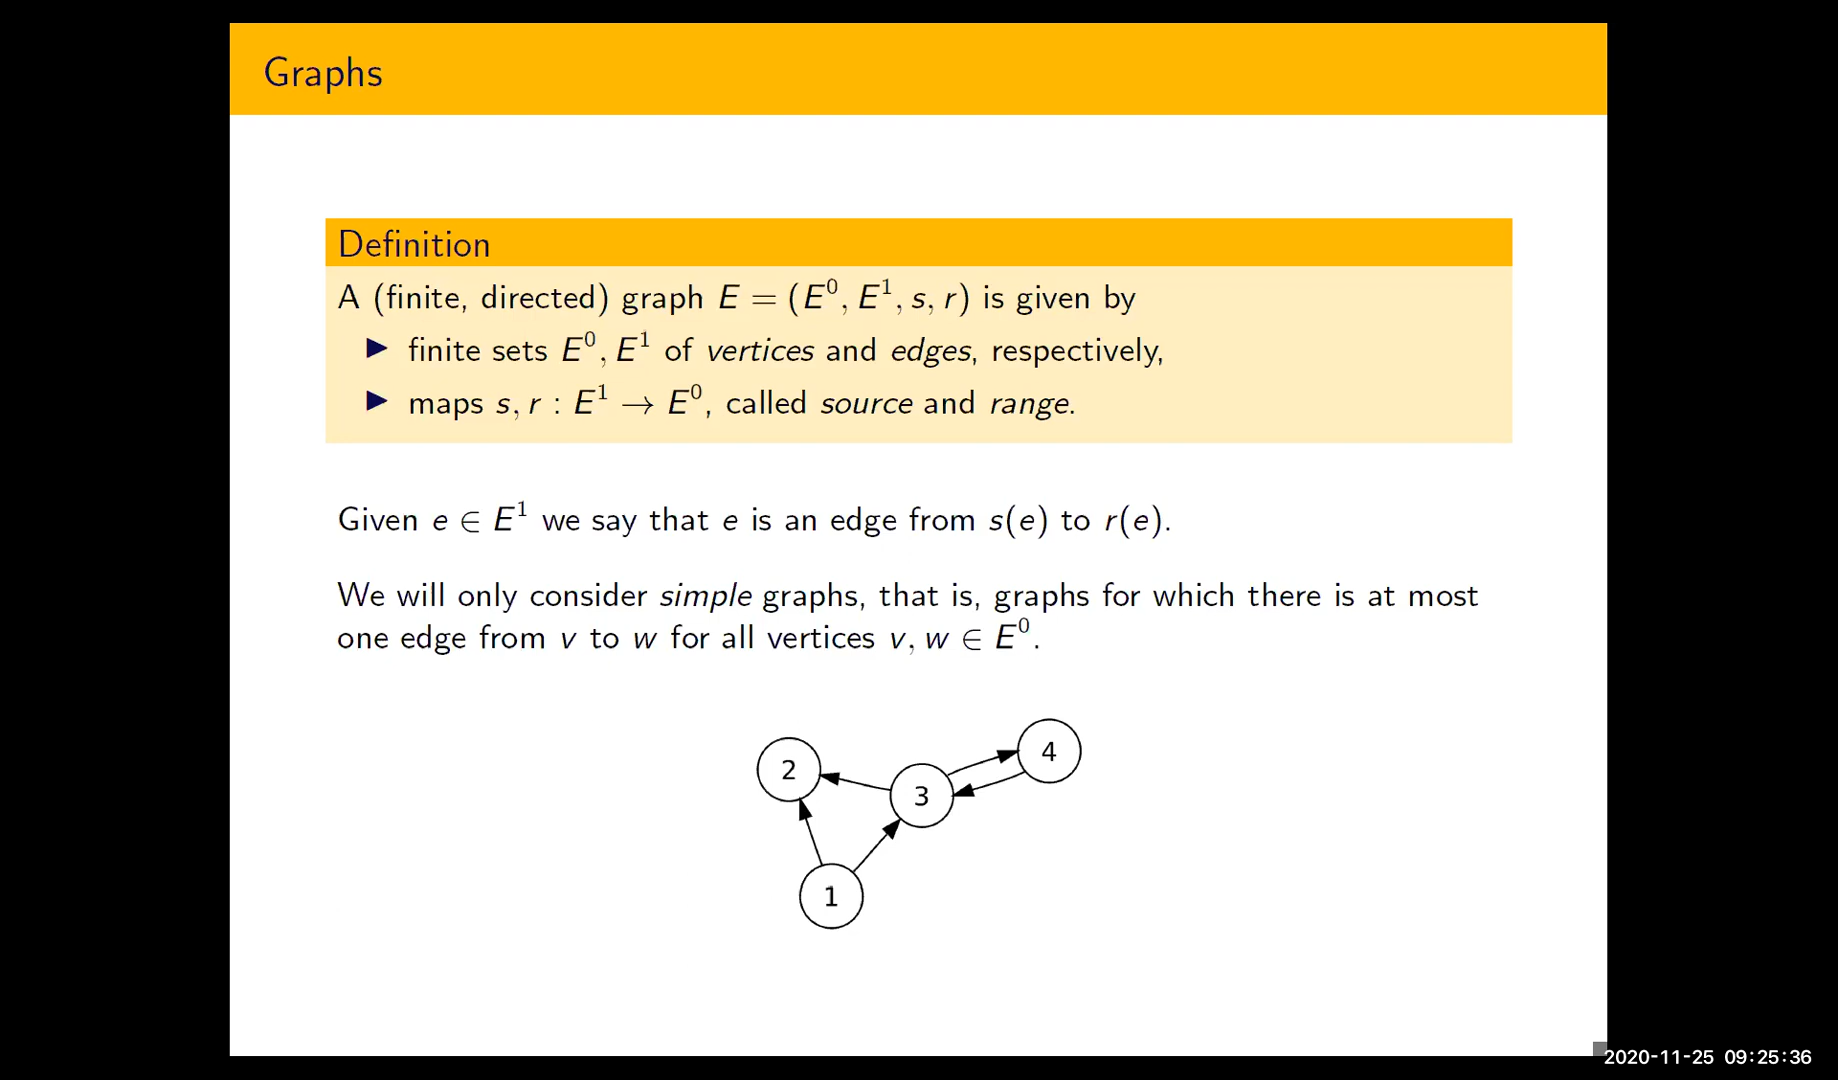 Graphs
Definition
A (finite, directed) graph E = (E⁰, E¹, s, r) is given by
▶ finite sets E⁰, E¹ of vertices and edges, respectively,
▶ maps s, r : E¹ → E⁰, called source and range.
Given e ∈ E¹ we say that e is an edge from s(e) to r(e).
We will only consider simple graphs, that is, graphs for which there is at most
one edge from v to w for all vertices v, w ∈ E⁰.
4
2
3
1
2020-11-25 09:25:36